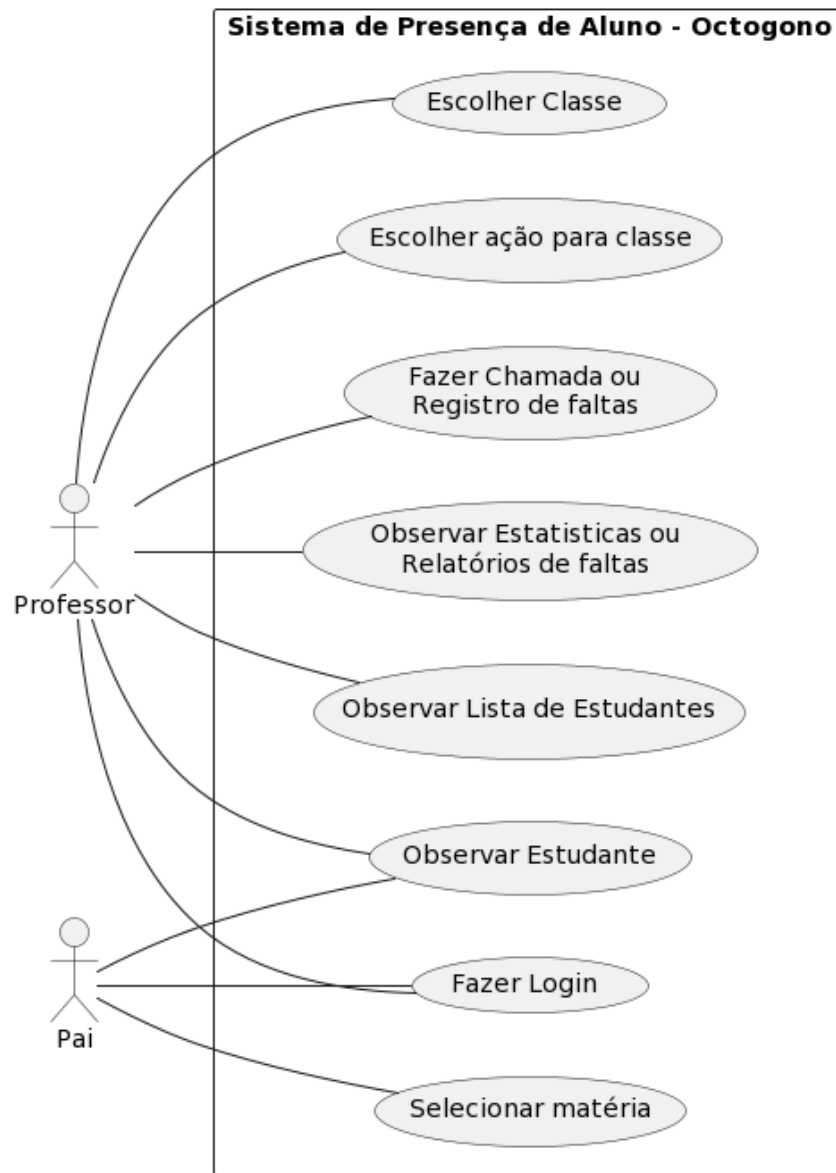 Sistema de Presença de Aluno - Octogono
Escolher Classe
Escolher ação para classe
Fazer Chamada ou
Registro de faltas
Observar Estatisticas ou
Relatórios de faltas
Professor
Observar Lista de Estudantes
Observar Estudante
Fazer Login
Pai
Selecionar matéria